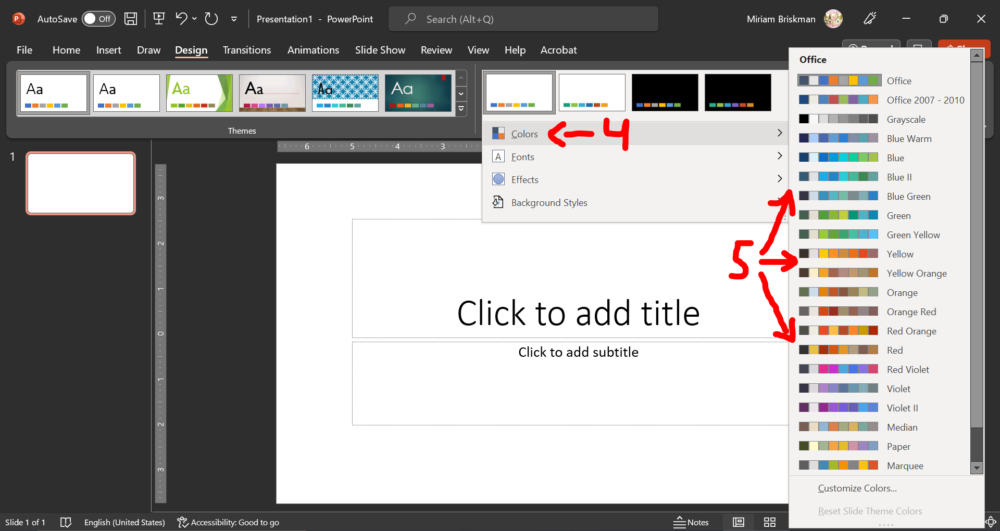 AutoSave Off Presentation1 - PowerPoint Search (Alt+Q) Miriam Briskman
File Home Insert Draw Design Transitions Animations Slide Show Review View Help Acrobat
Aa Aa Aa Aa Aa Aa
Themes
Colors
4
Fonts
Effects
Background Styles
6 5 4 3
1
3
2
1
0
1
2
3
Click to add title
Click to add subtitle
5
Office
Office
Office 2007 - 2010
Grayscale
Blue Warm
Blue
Blue II
Blue Green
Green
Green Yellow
Yellow
Yellow Orange
Orange
Orange Red
Red Orange
Red
Red Violet
Violet
Violet II
Median
Paper
Marquee
Customize Colors...
Reset Slide Theme Colors
Slide 1 of 1 English (United States) Accessibility: Good to go Notes